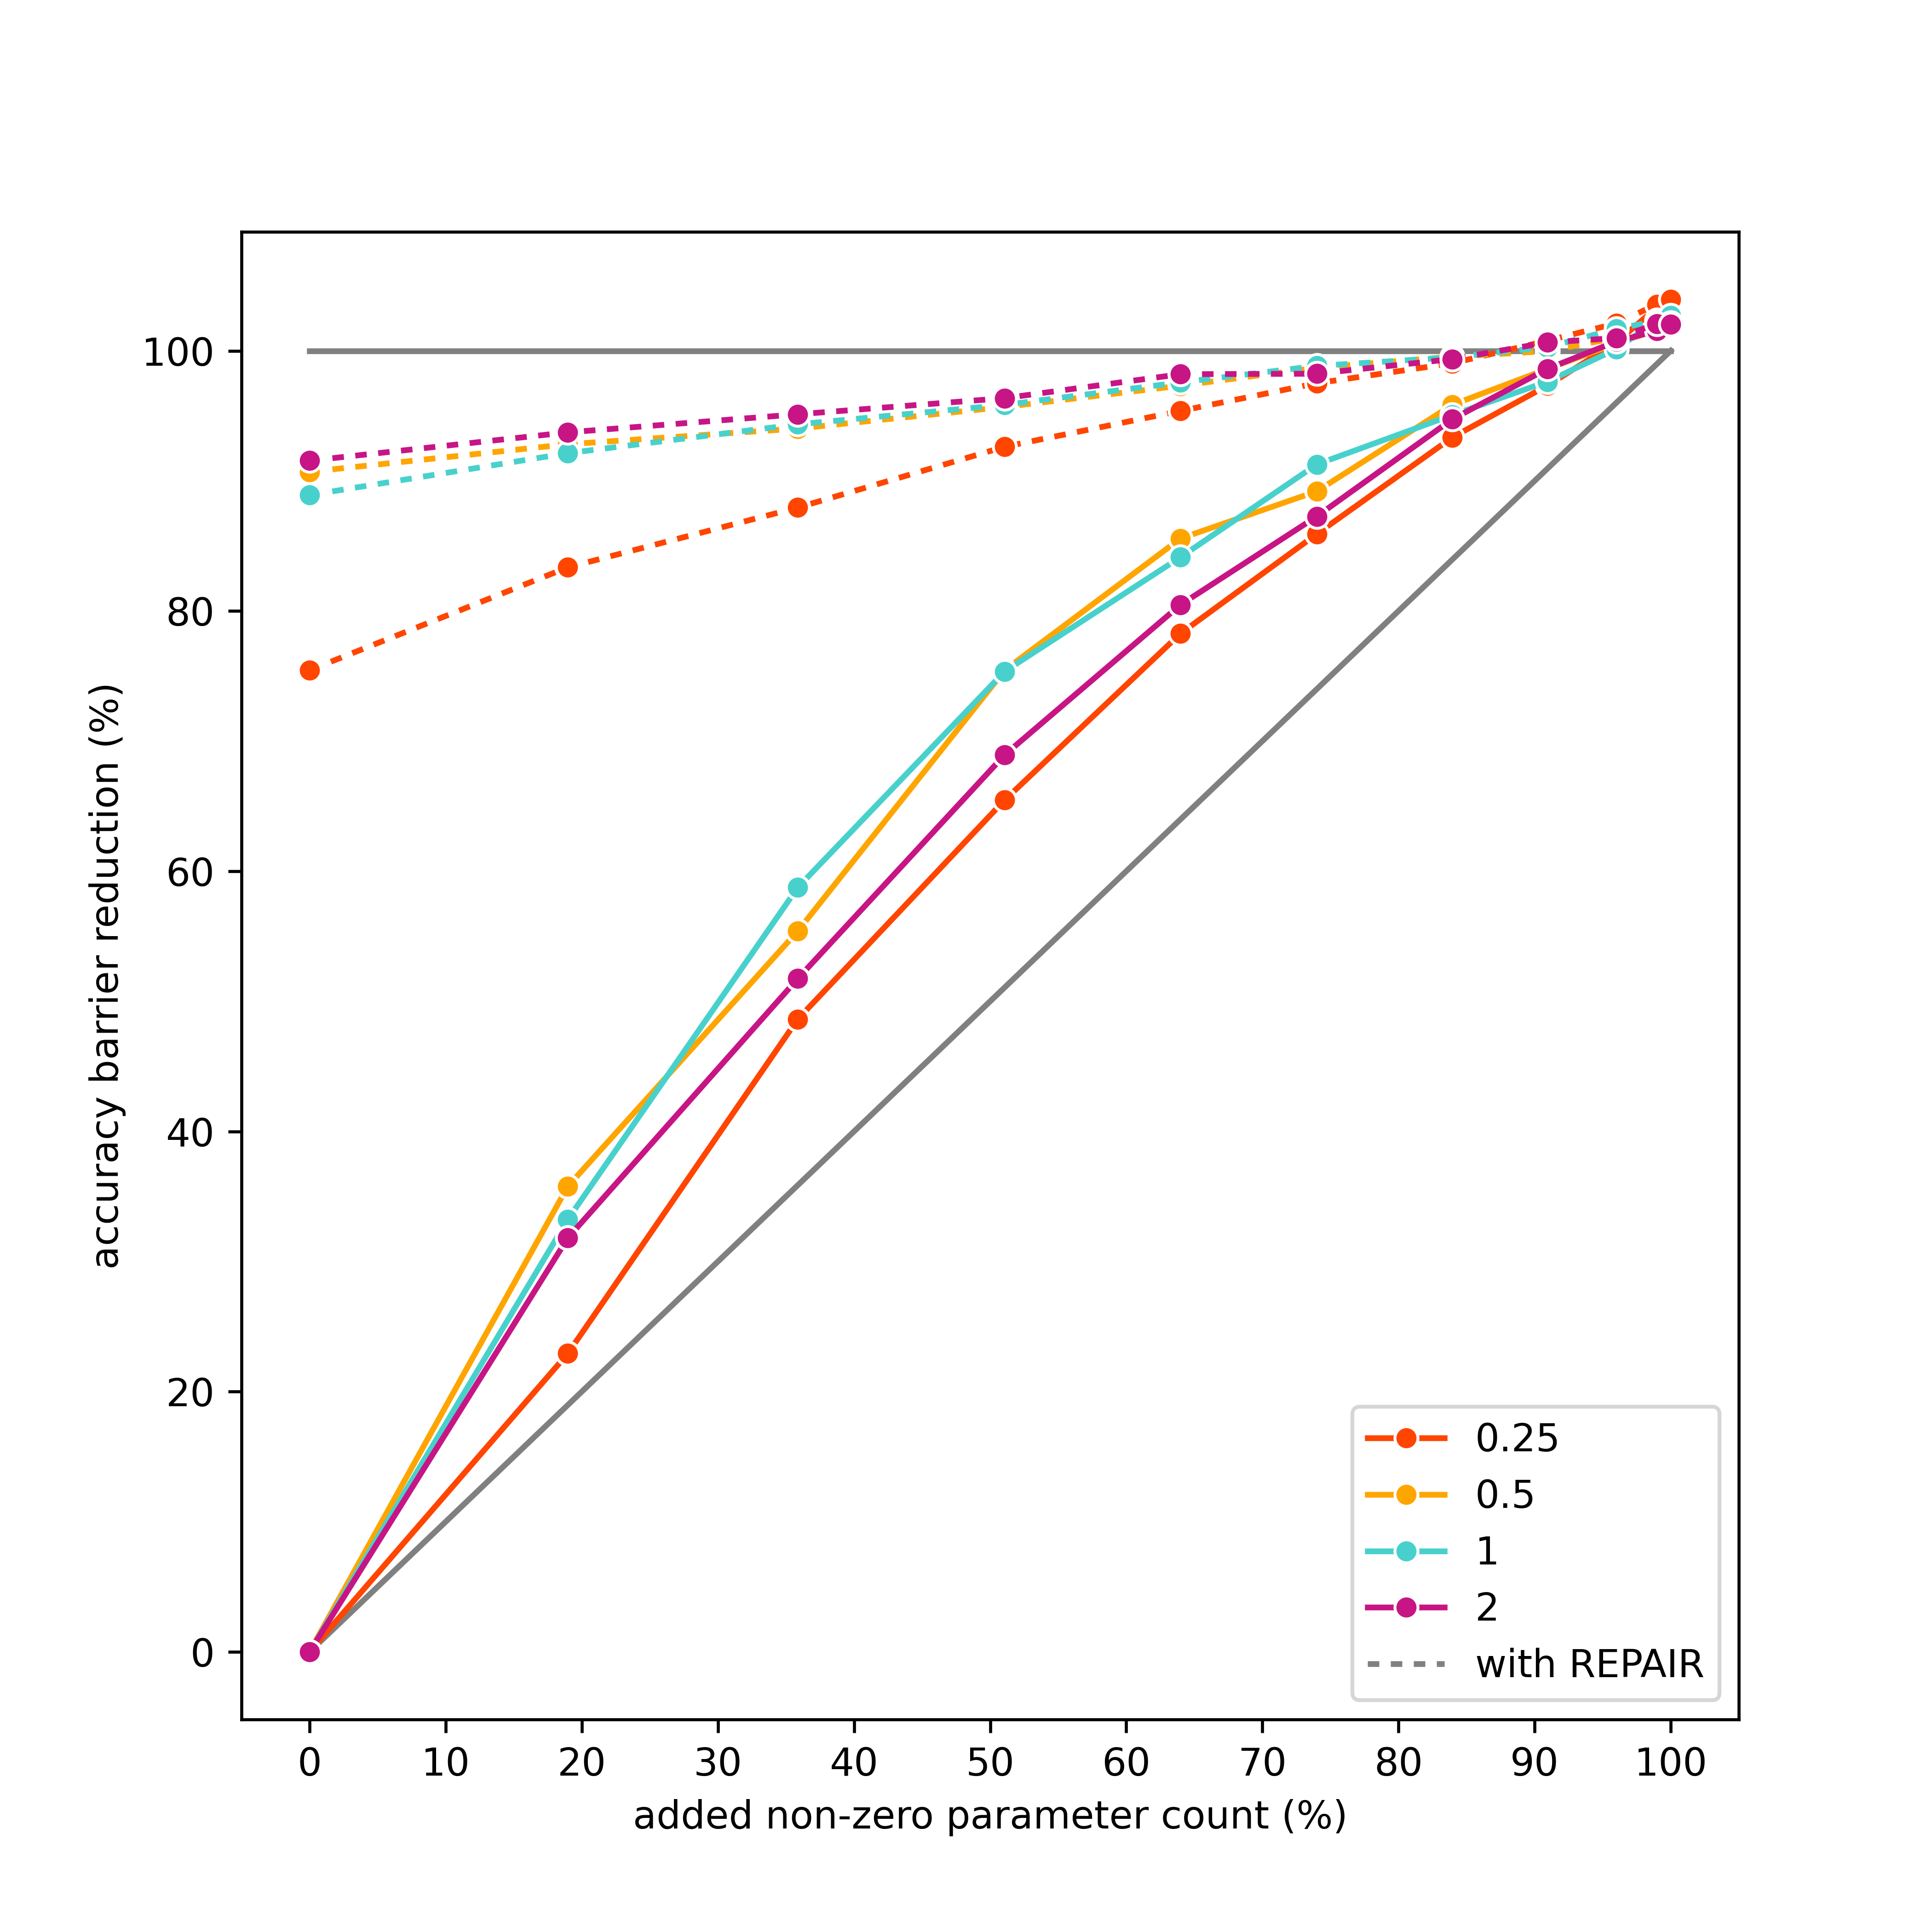 100
80
60
40
20
0
accuracy barrier reduction (%)
0 10 20 30 40 50 60 70 80 90 100
added non-zero parameter count (%)
0.25
0.5
1
2
with REPAIR